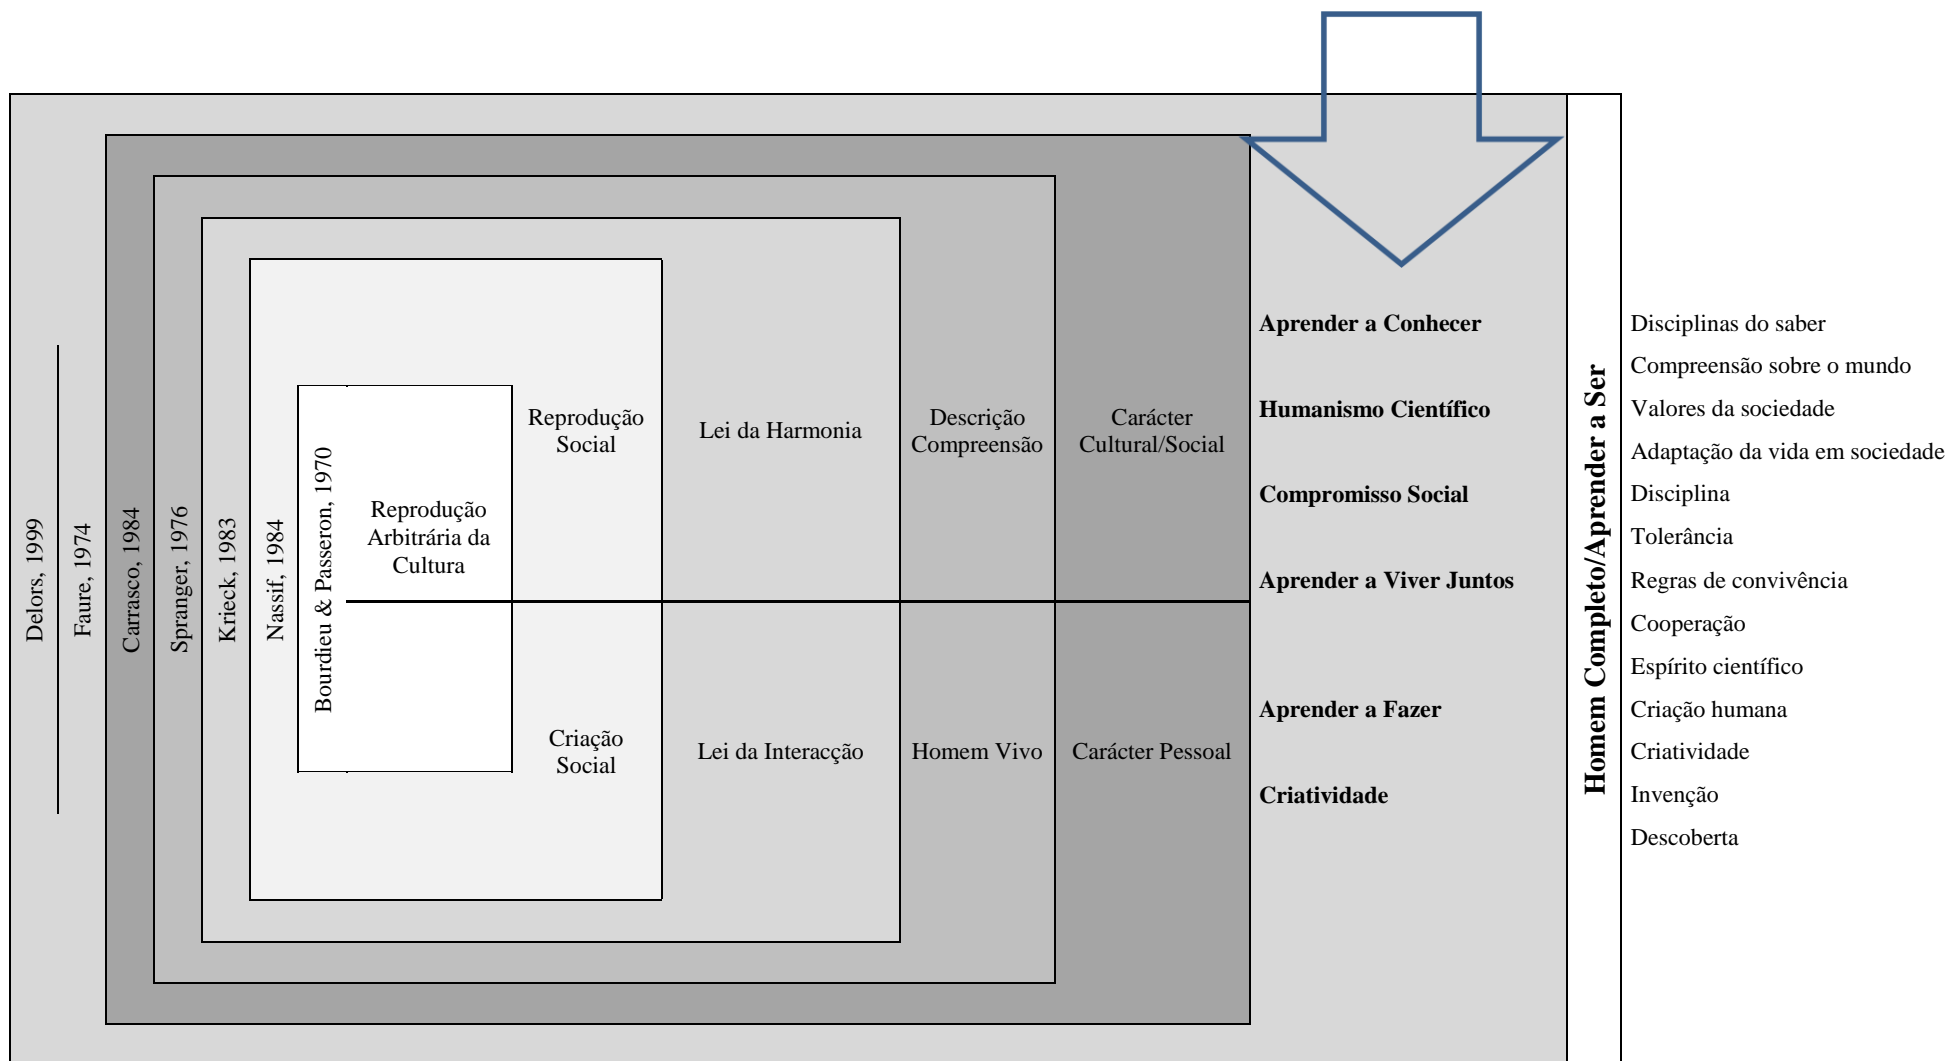 Delors, 1999
Faure, 1974
Carrasco, 1984
Spranger, 1976
Krieck, 1983
Nassif, 1984
Bourdieu & Passeron, 1970
Reprodução
Arbitrária da
Cultura
Reprodução
Social
Criação
Social
Lei da Harmonia
Lei da Interacção
Descrição
Compreensão
Homem Vivo
Carácter
Cultural/Social
Carácter Pessoal
Aprender a Conhecer
Humanismo Científico
Compromisso Social
Aprender a Viver Juntos
Aprender a Fazer
Criatividade
Homem Completo/Aprender a Ser
Disciplinas do saber
Compreensão sobre o mundo
Valores da sociedade
Adaptação da vida em sociedade
Disciplina
Tolerância
Regras de convivência
Cooperação
Espírito científico
Criação humana
Criatividade
Invenção
Descoberta